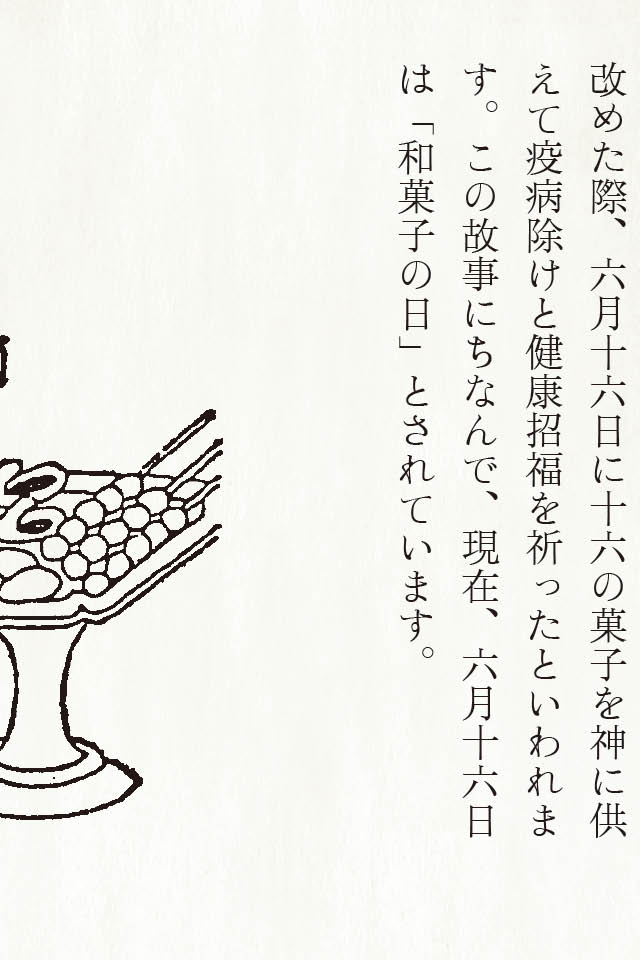 改めた際、六月十六日に十六の菓子を神に供
えて疫病除けと健康招福を祈ったといわれま
す。この故事にちなんで、現在、六月十六日
は「和菓子の日」とされています。